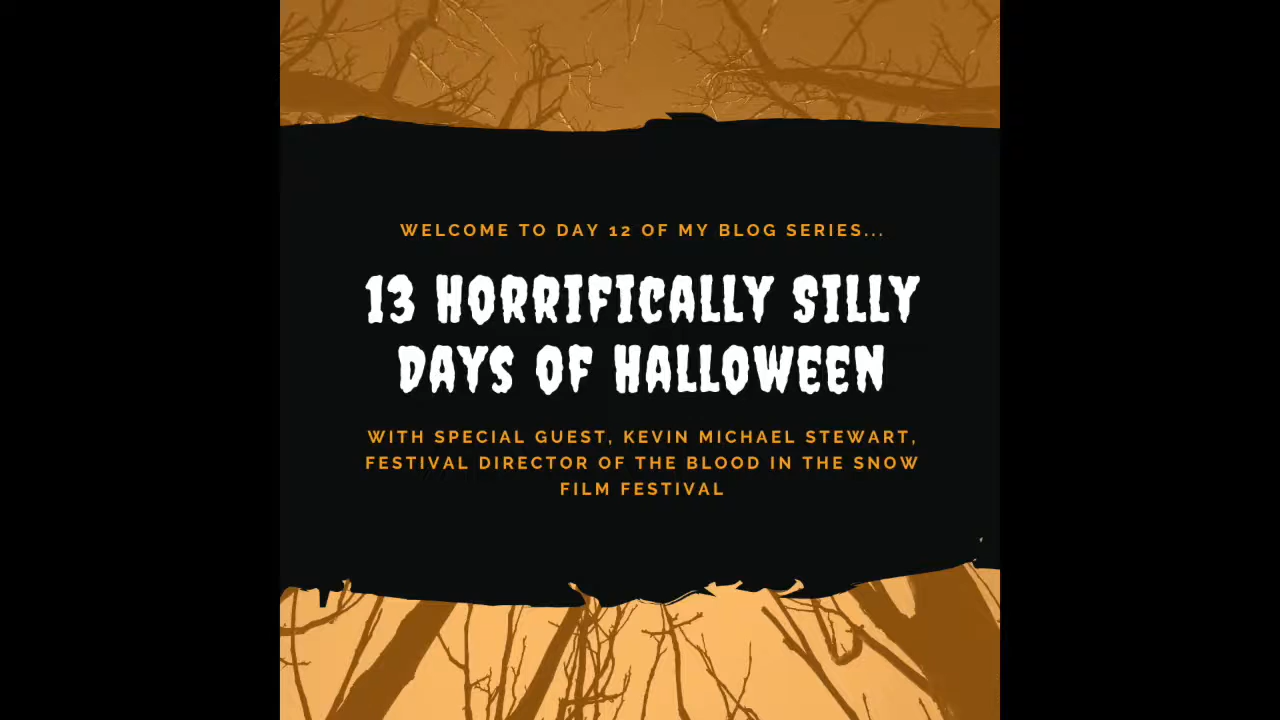 WELCOME TO DAY 12 OF MY BLOG SERIES...
13 HORRIFICALLY SILLY
DAYS OF HALLOWEEN
WITH SPECIAL GUEST, KEVIN MICHAEL STEWART,
FESTIVAL DIRECTOR OF THE BLOOD IN THE SNOW
FILM FESTIVAL